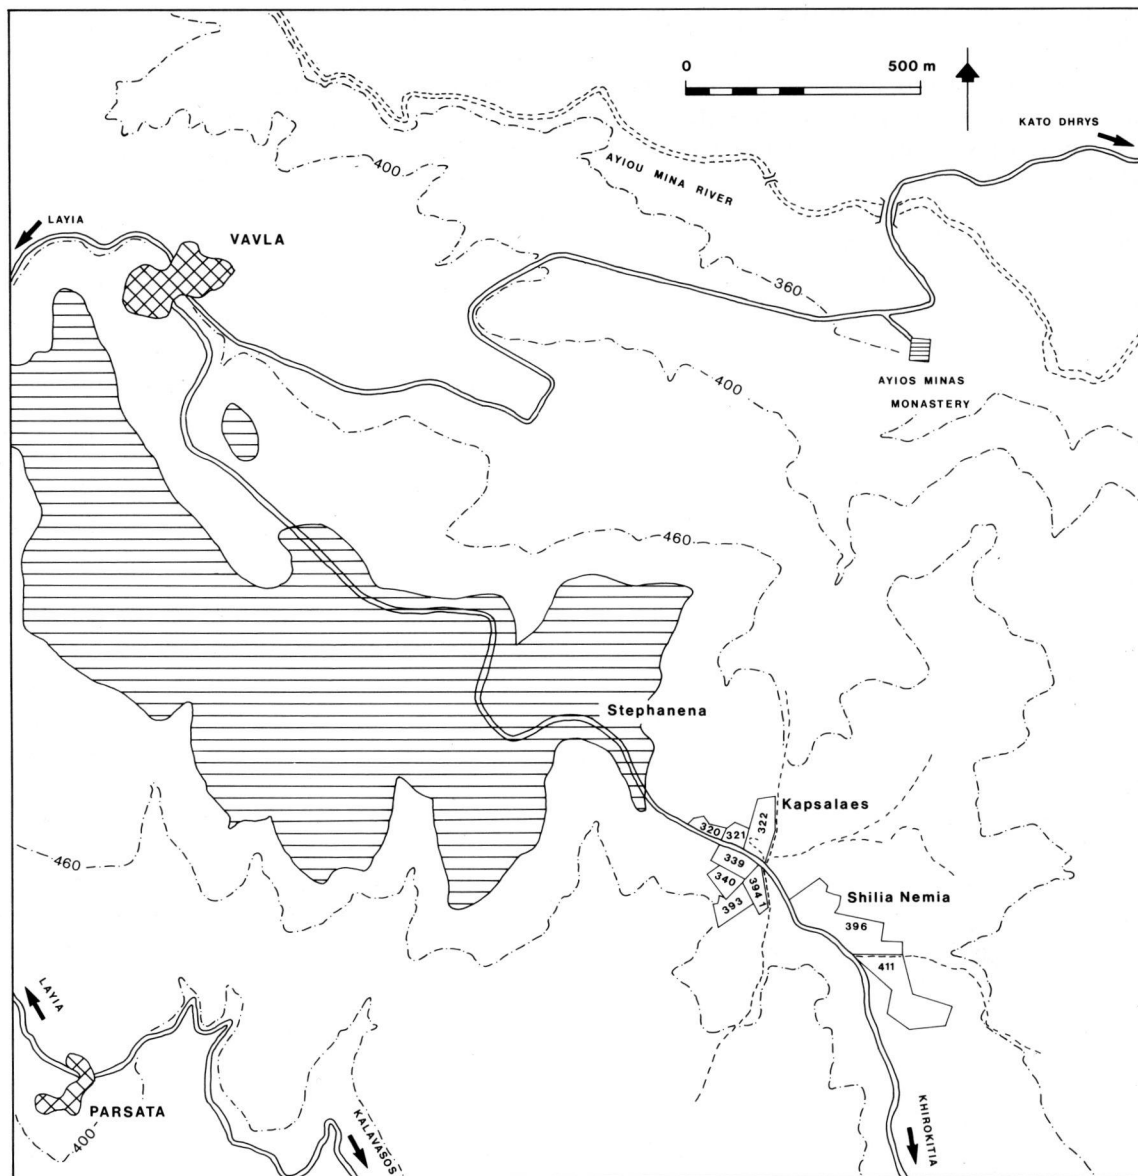 0 500 m
KATO DHRYS
400
AYIOU MINA RIVER
LAYIA
VAVLA
360
400
AYIOS MINAS
MONASTERY
460
Stephanena
Kapsalaes
320
321
322
339
340
394 1
393
460
Shilia Nemia
396
411
LAYIA
PARSATA
400
KALAVASOS
KHIROKITIA